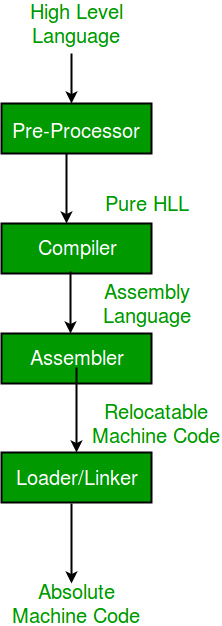 High Level
Language
Pre-Processor
Pure HLL
Compiler
Assembly
Language
Assembler
Relocatable
Machine Code
Loader/Linker
Absolute
Machine Code